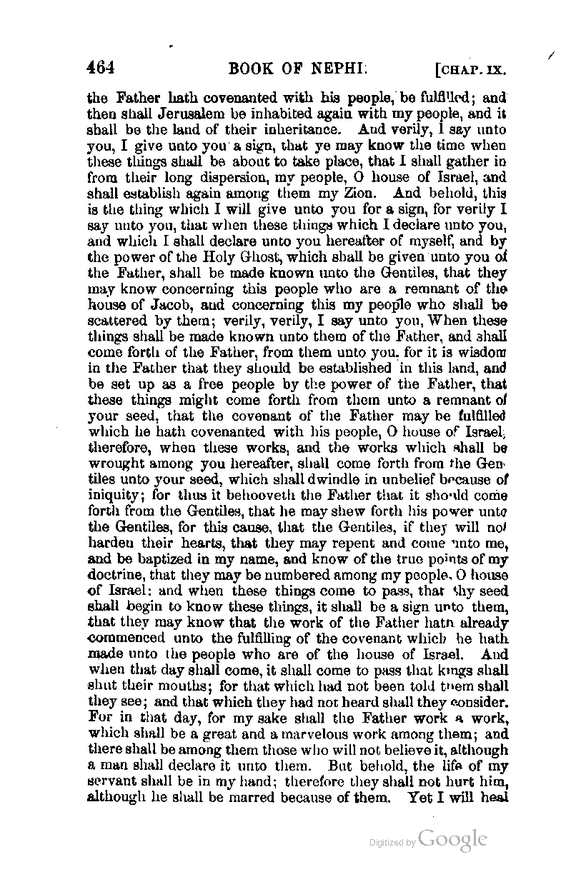 464 BOOK OF NEPHI. [CHAP. IX.
the Father hath covenanted with his people, be fulfilled; and
then shall Jerusalem be inhabited again with my people, and it
shall be the land of their inheritance. And verily, I say unto
you, I give unto you a sign, that ye may know the time when
these things shall be about to take place, that I shall gather in
from their long dispersion, my people, O house of Israel, and
shall establish again among them my Zion. And behold, this
is the thing which I will give unto you for a sign, for verily I
say unto you, that when these things which I declare unto you,
and which I shall declare unto you hereafter of myself, and by
the power of the Holy Ghost, which shall be given unto you of
the Father, shall be made known unto the Gentiles, that they
may know concerning this people who are a remnant of the
house of Jacob, and concerning this my people who shall be
scattered by them; verily, verily, I say unto you, When these
things shall be made known unto them of the Father, and shall
come forth of the Father, from them unto you. for it is wisdom
in the Father that they should be established in this land, and
be set up as a free people by the power of the Father, that
these things might come forth from them unto a remnant of
your seed, that the covenant of the Father may be fulfilled
which he hath covenanted with his people, O house of Israel;
therefore, when these works, and the works which shall be
wrought among you hereafter, shall come forth from the Gen-
tiles unto your seed, which shall dwindle in unbelief because of
iniquity; for thus it behooveth the Father that it should come
forth from the Gentiles, that he may shew forth his power unto
the Gentiles, for this cause, that the Gentiles, if they will not
harden their hearts, that they may repent and come unto me,
and be baptized in my name, and know of the true points of my
doctrine, that they may be numbered among my people, O house
of Israel: and when these things come to pass, that thy seed
shall begin to know these things, it shall be a sign unto them,
that they may know that the work of the Father hath already
commenced unto the fulfilling of the covenant which he hath
made unto the people who are of the house of Israel. And
when that day shall come, it shall come to pass that kings shall
shut their mouths; for that which had not been told them shall
they see; and that which they had not heard shall they consider.
For in that day, for my sake shall the Father work a work,
which shall be a great and a marvelous work among them; and
there shall be among them those who will not believe it, although
a man shall declare it unto them. But behold, the life of my
servant shall be in my hand; therefore they shall not hurt him,
although he shall be marred because of them. Yet I will heal
Digitized by Google